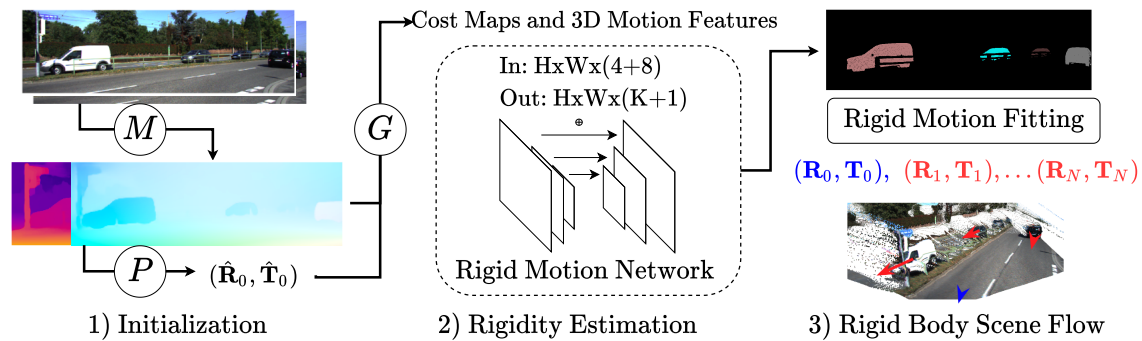 M
P
(R̂₀, T̂₀)
1) Initialization
G
Cost Maps and 3D Motion Features
In: HxWx(4+8)
Out: HxWx(K+1)
⊕
Rigid Motion Network
2) Rigidity Estimation
Rigid Motion Fitting
(R₀, T₀), (R₁, T₁), … (R_N, T_N)
3) Rigid Body Scene Flow